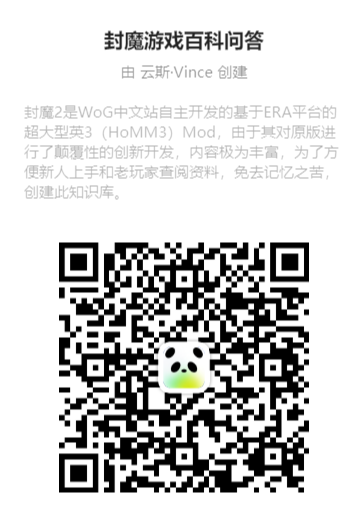 封魔游戏百科问答
由 云斯·Vince 创建
封魔2是WoG中文站自主开发的基于ERA平台的
超大型英3（HoMM3）Mod，由于其对原版进
行了颠覆性的创新开发，内容极为丰富，为了方
便新人上手和老玩家查阅资料，免去记忆之苦，
创建此知识库。